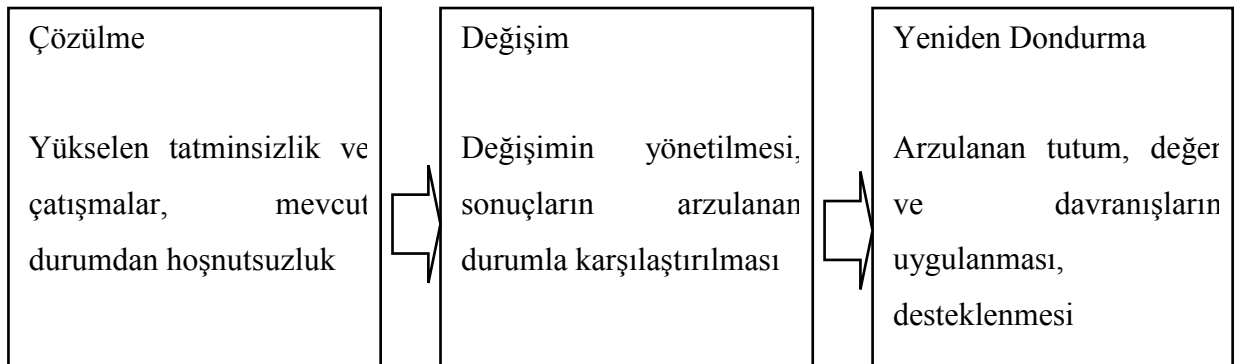 Çözülme
Yükselen tatminsizlik ve
çatışmalar, mevcut
durumdan hoşnutsuzluk
Değişim
Değişimin yönetilmesi,
sonuçların arzulanan
durumla karşılaştırılması
Yeniden Dondurma
Arzulanan tutum, değer
ve davranışların
uygulanması,
desteklenmesi